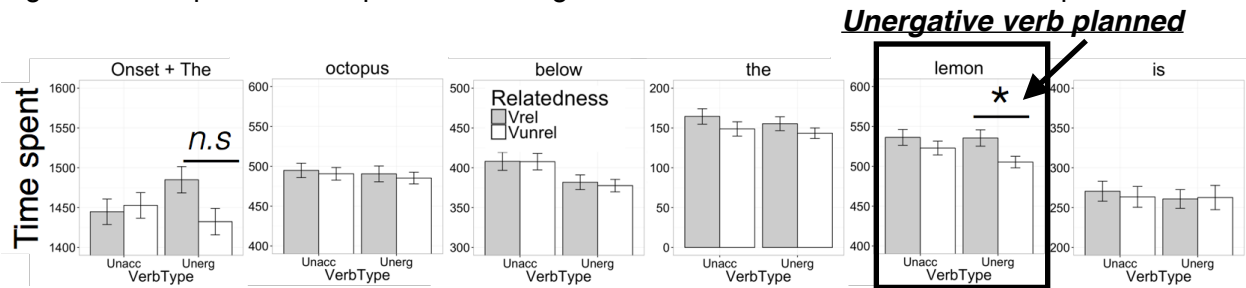 Unergative verb planned
Time spent
Onset + The
1600
1550
1500
1450
1400
n.s
Unacc Unerg
VerbType
octopus
600
550
500
450
400
Unacc Unerg
VerbType
below
500
450
400
350
300
Relatedness
Vrel
Vunrel
Unacc Unerg
VerbType
the
200
150
100
50
0
Unacc Unerg
VerbType
lemon
600
550
500
450
400
*
Unacc Unerg
VerbType
is
400
350
300
250
200
Unacc Unerg
VerbType